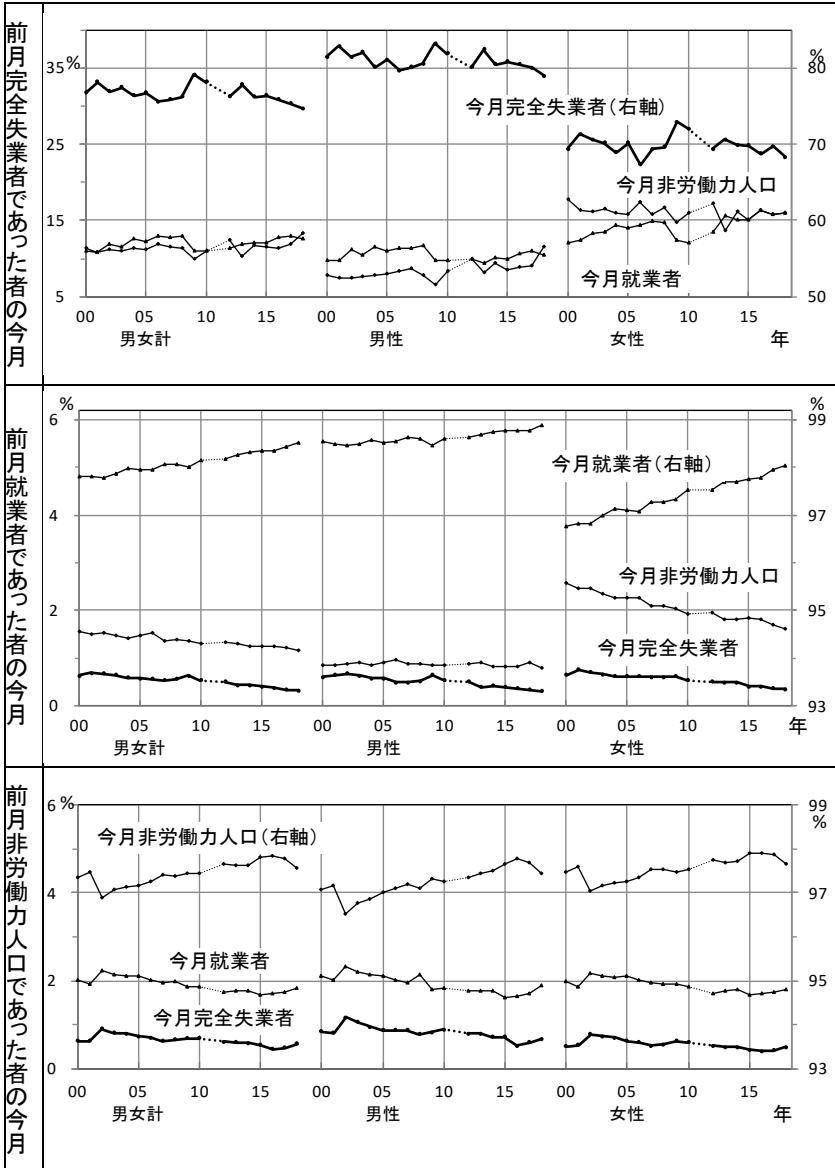 前月完全失業者であった者の今月
35%
25
15
5
%
80
70
60
50
今月完全失業者(右軸)
今月非労働力人口
今月就業者
00 05 10 15 00 05 10 15 00 05 10 15
男女計 男性 女性 年
前月就業者であった者の今月
%
6
4
2
0
%
99
97
95
93
今月就業者(右軸)
今月非労働力人口
今月完全失業者
00 05 10 15 00 05 10 15 00 05 10 15 年
男女計 男性 女性
前月非労働力人口であった者の今月
6 %
4
2
0
99
%
97
95
93
今月非労働力人口(右軸)
今月就業者
今月完全失業者
00 05 10 15 00 05 10 15 00 05 10 15
男女計 男性 女性 年